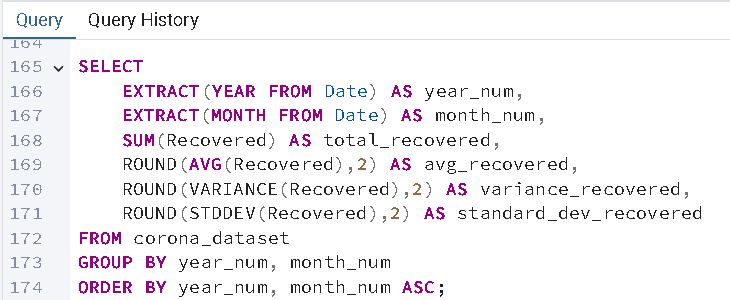 Query Query History
164
165 SELECT
166 EXTRACT(YEAR FROM Date) AS year_num,
167 EXTRACT(MONTH FROM Date) AS month_num,
168 SUM(Recovered) AS total_recovered,
169 ROUND(AVG(Recovered),2) AS avg_recovered,
170 ROUND(VARIANCE(Recovered),2) AS variance_recovered,
171 ROUND(STDDEV(Recovered),2) AS standard_dev_recovered
172 FROM corona_dataset
173 GROUP BY year_num, month_num
174 ORDER BY year_num, month_num ASC;